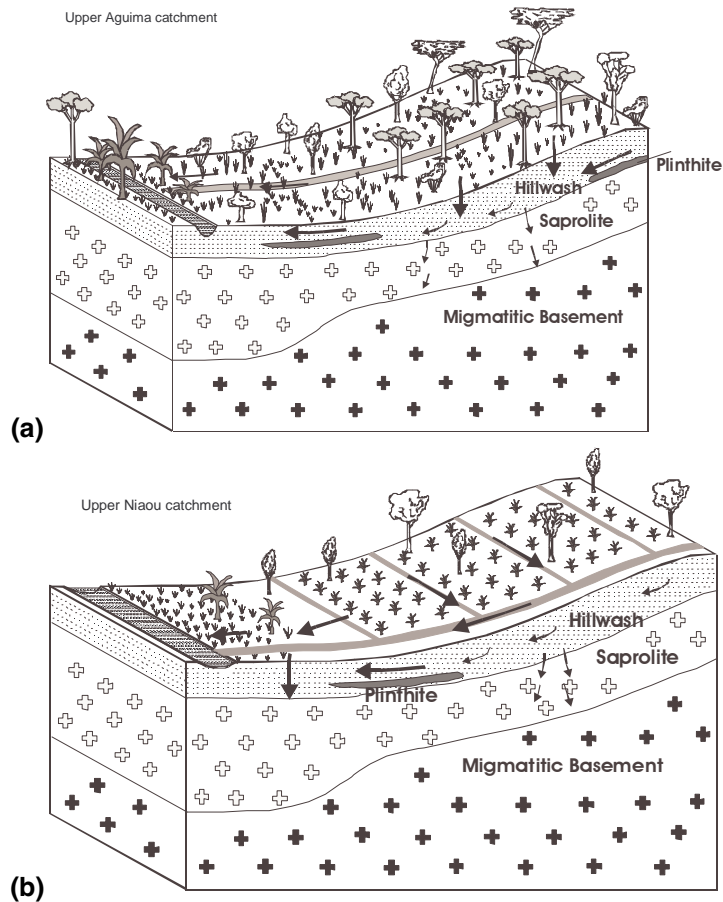 Upper Aguima catchment
Plinthite
Hillwash
Saprolite
Migmatitic Basement
(a)
Upper Niaou catchment
Hillwash
Saprolite
Plinthite
Migmatitic Basement
(b)